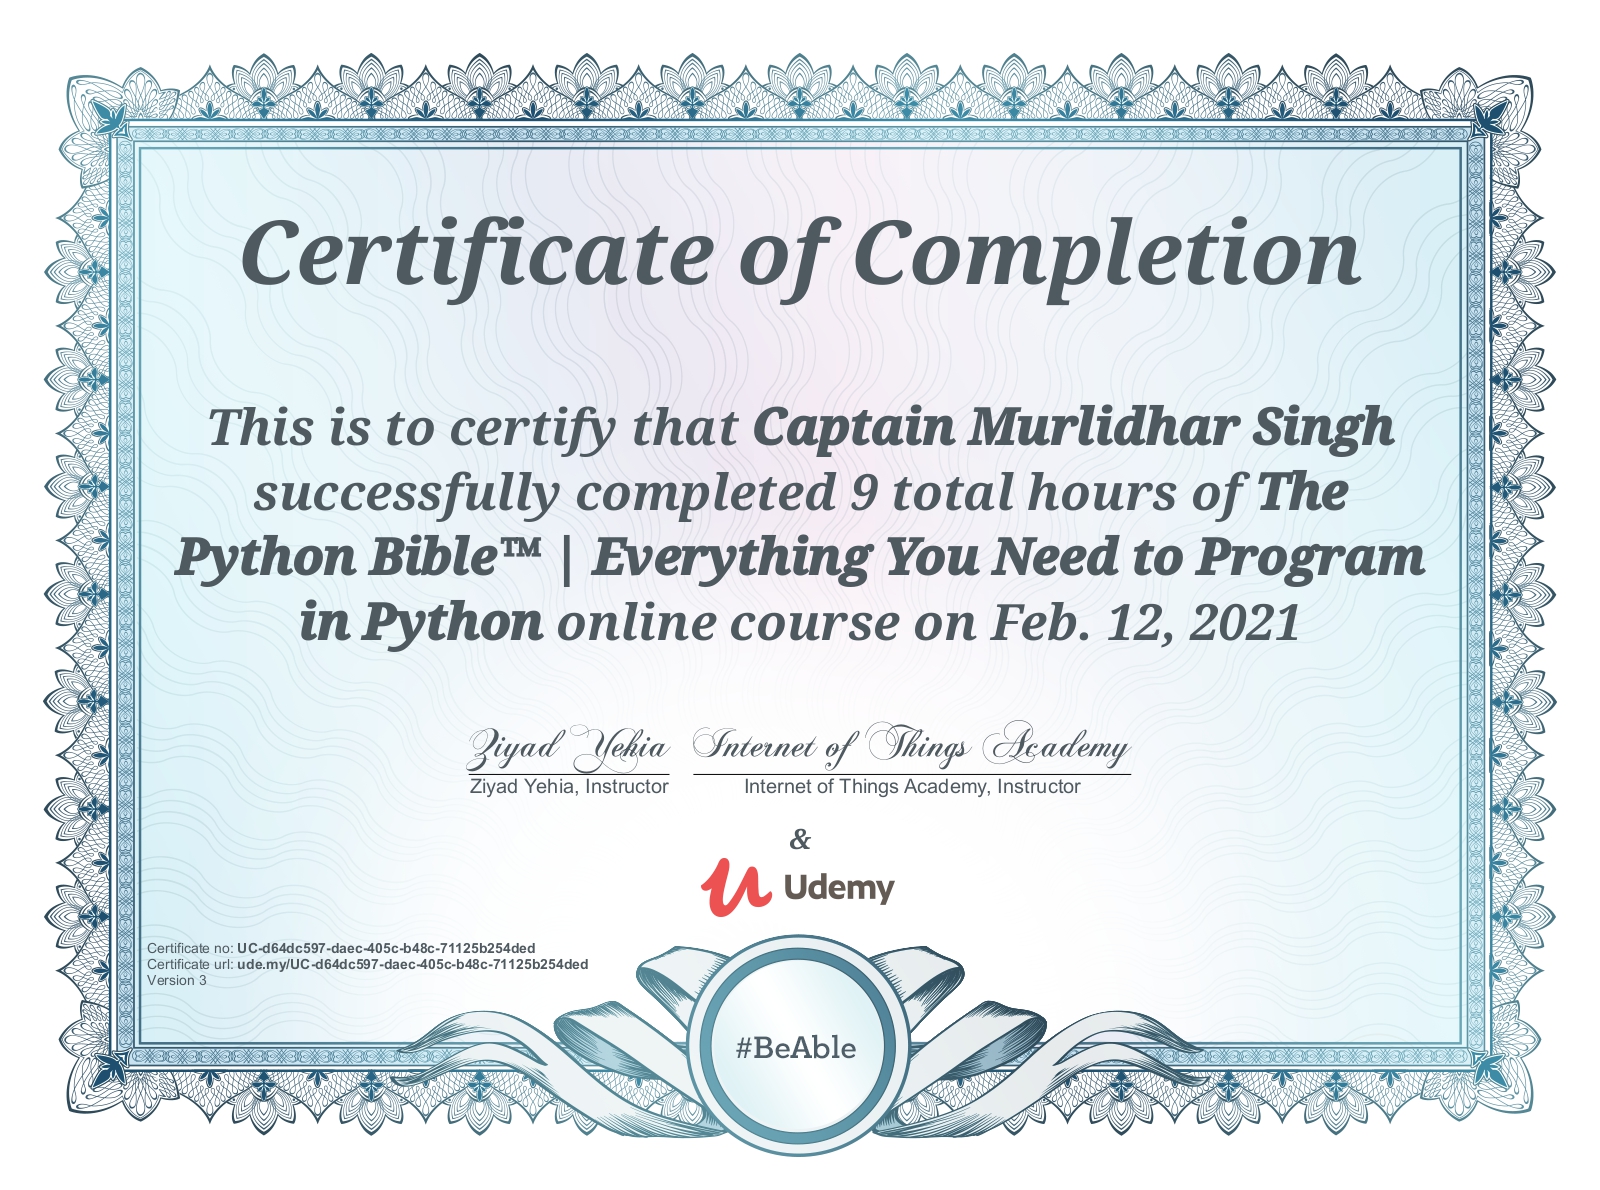 Certificate of Completion
This is to certify that Captain Murlidhar Singh
successfully completed 9 total hours of The
Python Bible™ | Everything You Need to Program
in Python online course on Feb. 12, 2021
Ziyad Yehia Internet of Things Academy
Ziyad Yehia, Instructor Internet of Things Academy, Instructor
&
Udemy
Certificate no: UC-d64dc597-daec-405c-b48c-71125b254ded
Certificate url: ude.my/UC-d64dc597-daec-405c-b48c-71125b254ded
Version 3
#BeAble